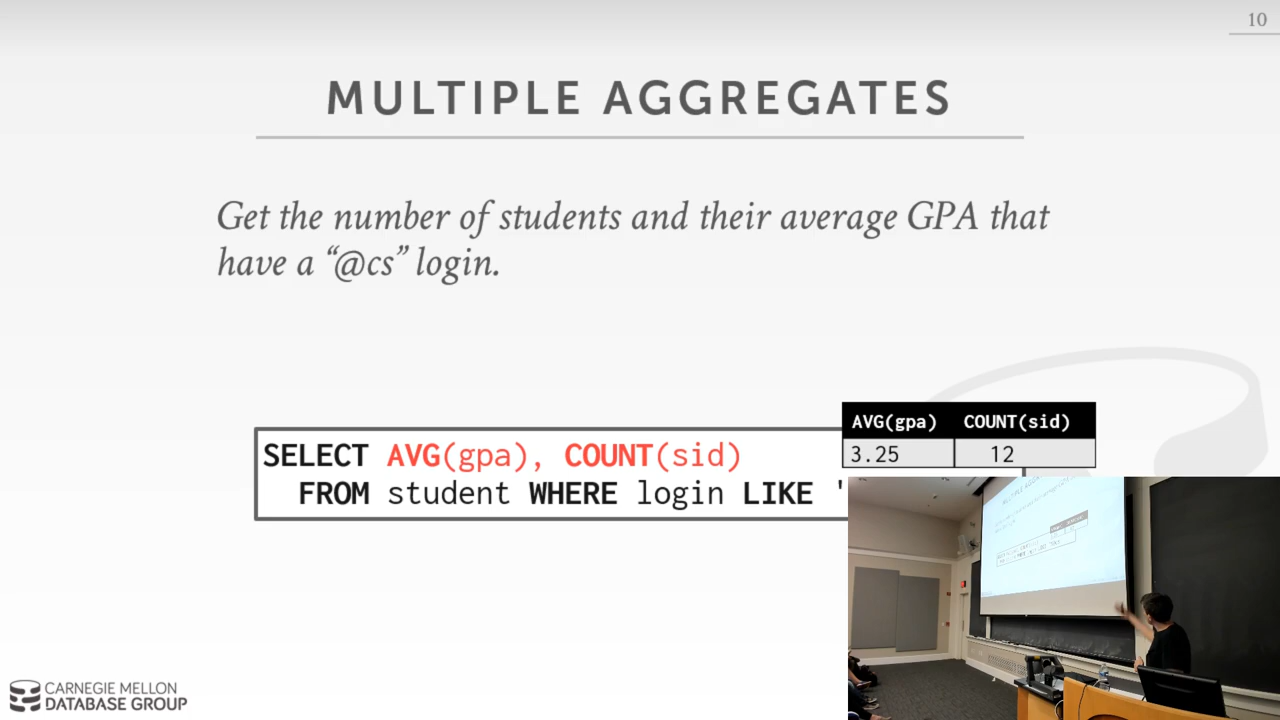 10
MULTIPLE AGGREGATES
Get the number of students and their average GPA that
have a “@cs” login.
AVG(gpa) COUNT(sid)
3.25 12
SELECT AVG(gpa), COUNT(sid)
FROM student WHERE login LIKE '
CARNEGIE MELLON
DATABASE GROUP